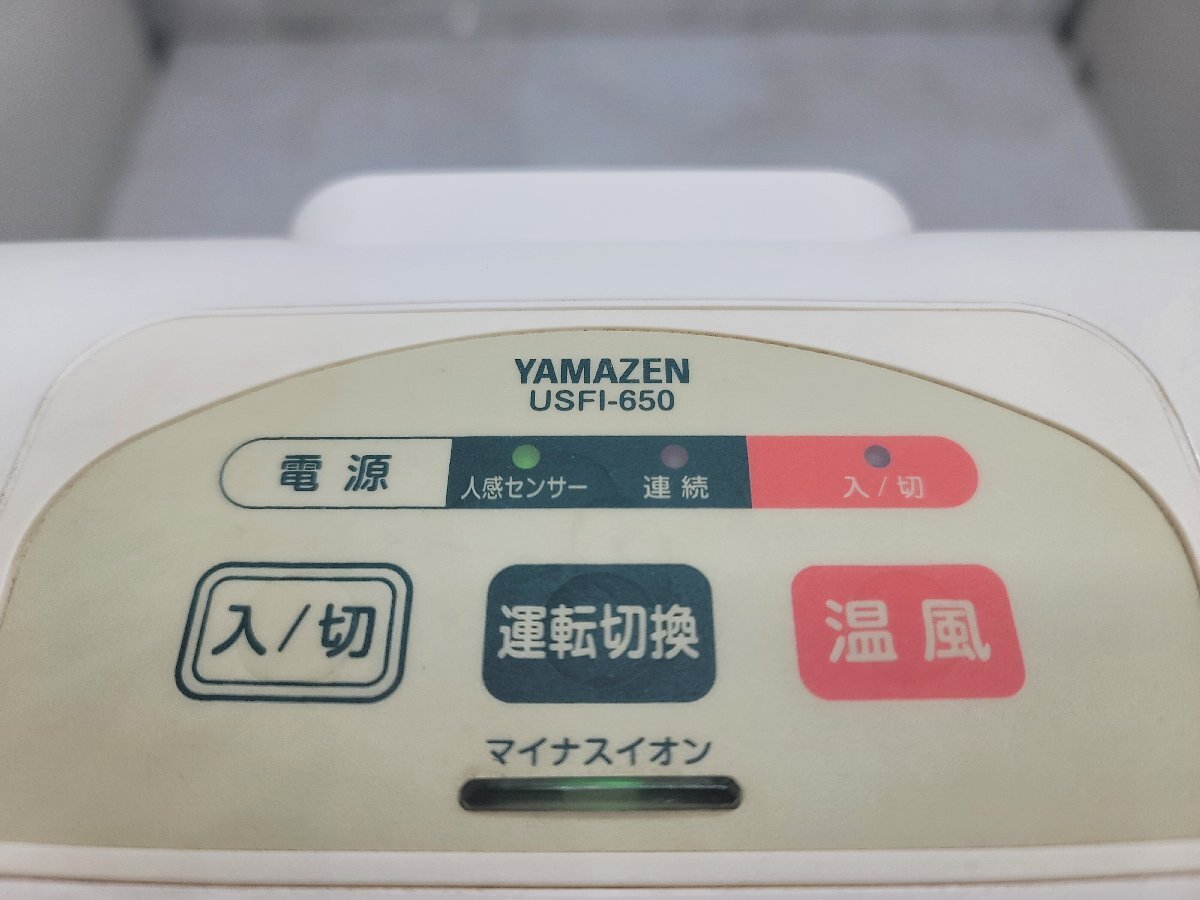 YAMAZEN
USFI-650
電源 人感センサー 連続 入/切
入/切 運転切換 温風
マイナスイオン